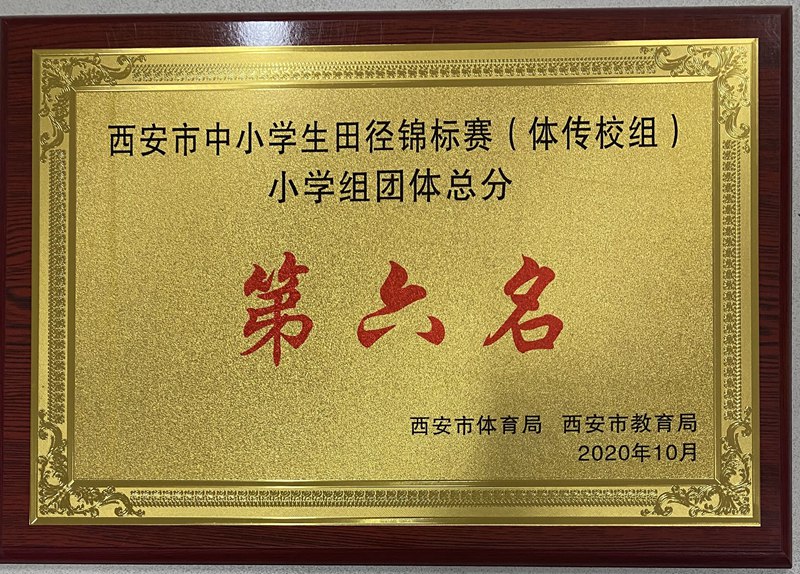 西安市中小学生田径锦标赛（体传校组）
小学组团体总分
第六名
西安市体育局 西安市教育局
2020年10月